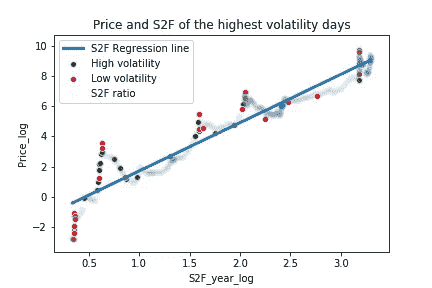 Price and S2F of the highest volatility days
S2F Regression line
High volatility
Low volatility
S2F ratio
Price_log
10
8
6
4
2
0
−2
0.5 1.0 1.5 2.0 2.5 3.0
S2F_year_log